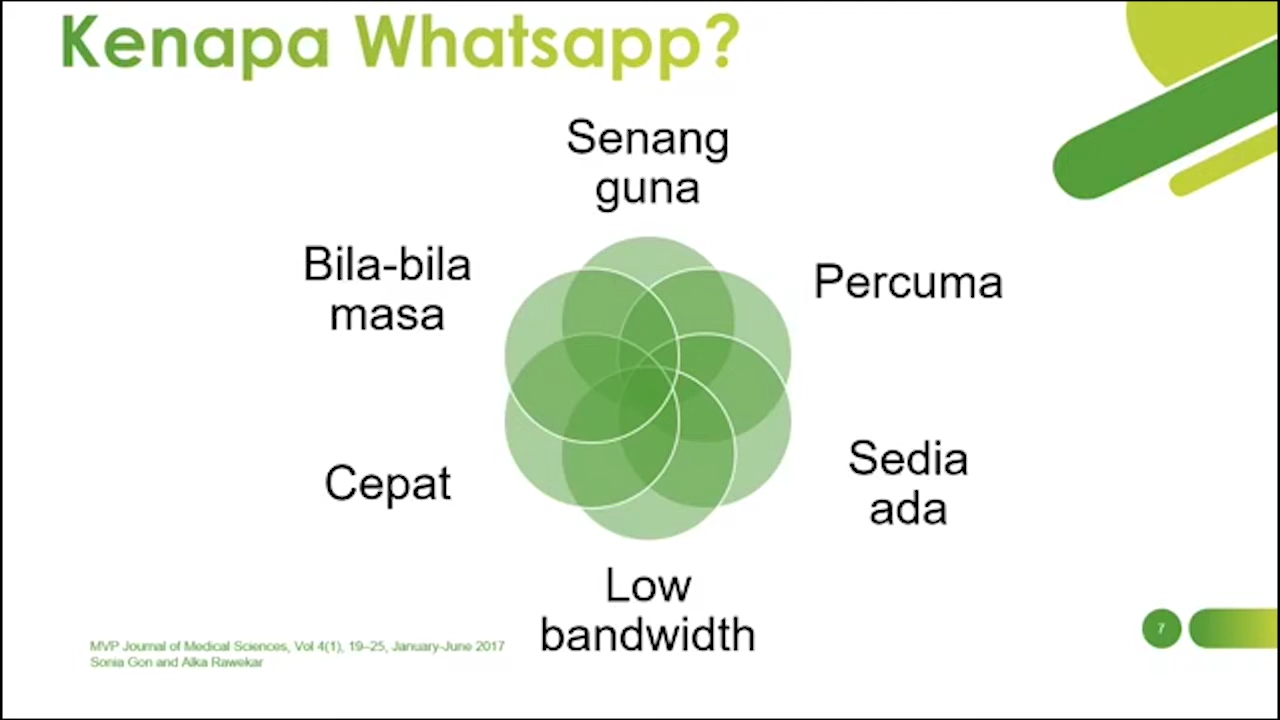 Kenapa Whatsapp?
Senang
guna
Percuma
Sedia
ada
Low
bandwidth
Cepat
Bila-bila
masa
MVP Journal of Medical Sciences, Vol 4(1), 19–25, January-June 2017
Sonia Gon and Alka Rawekar
7